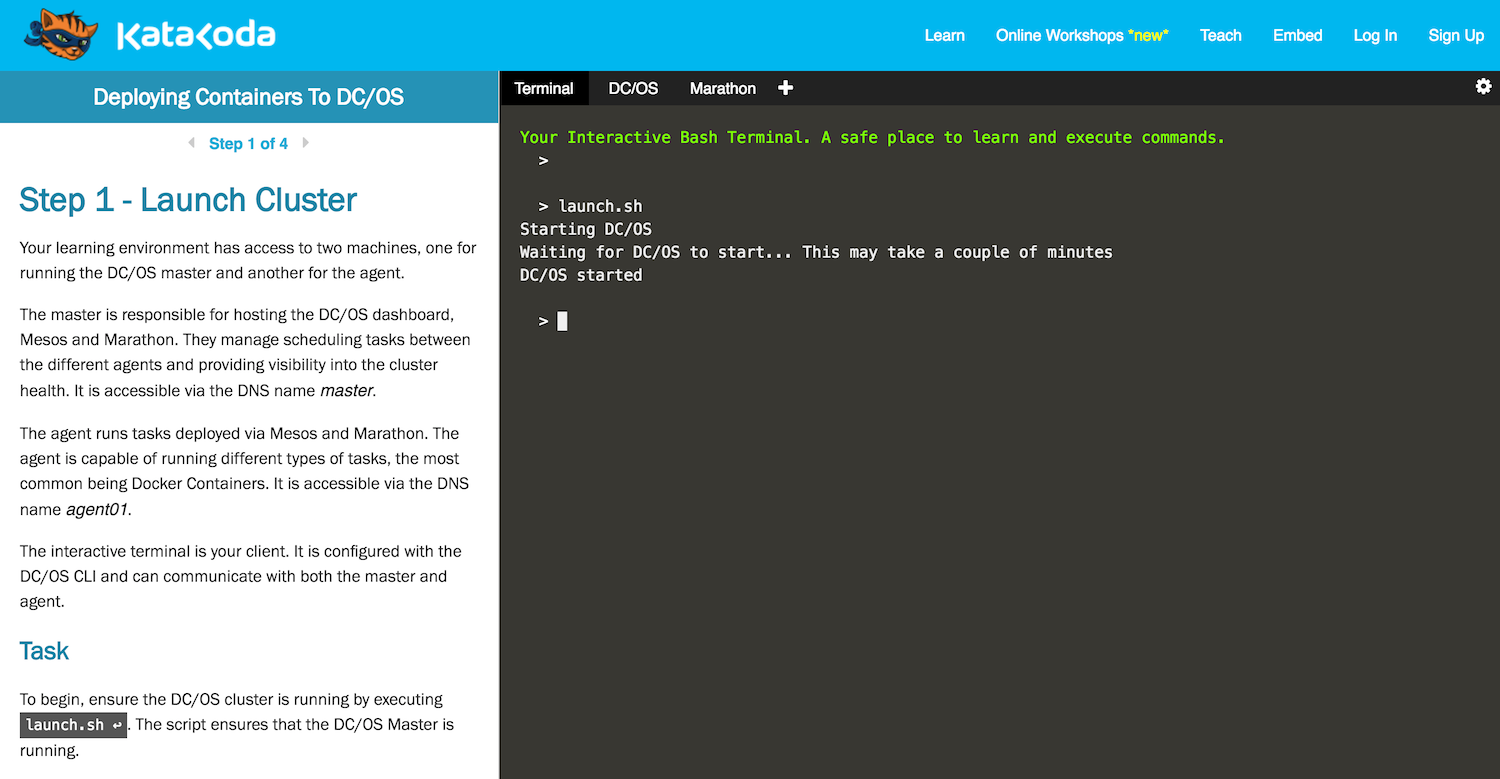 Katakoda
Learn
Online Workshops *new*
Teach
Embed
Log In
Sign Up
Deploying Containers To DC/OS
Step 1 of 4
Step 1 - Launch Cluster
Your learning environment has access to two machines, one for
running the DC/OS master and another for the agent.
The master is responsible for hosting the DC/OS dashboard,
Mesos and Marathon. They manage scheduling tasks between
the different agents and providing visibility into the cluster
health. It is accessible via the DNS name master.
The agent runs tasks deployed via Mesos and Marathon. The
agent is capable of running different types of tasks, the most
common being Docker Containers. It is accessible via the DNS
name agent01.
The interactive terminal is your client. It is configured with the
DC/OS CLI and can communicate with both the master and
agent.
Task
To begin, ensure the DC/OS cluster is running by executing
launch.sh ↩. The script ensures that the DC/OS Master is
running.
Terminal
DC/OS
Marathon
Your Interactive Bash Terminal. A safe place to learn and execute commands.
>
> launch.sh
Starting DC/OS
Waiting for DC/OS to start... This may take a couple of minutes
DC/OS started
>